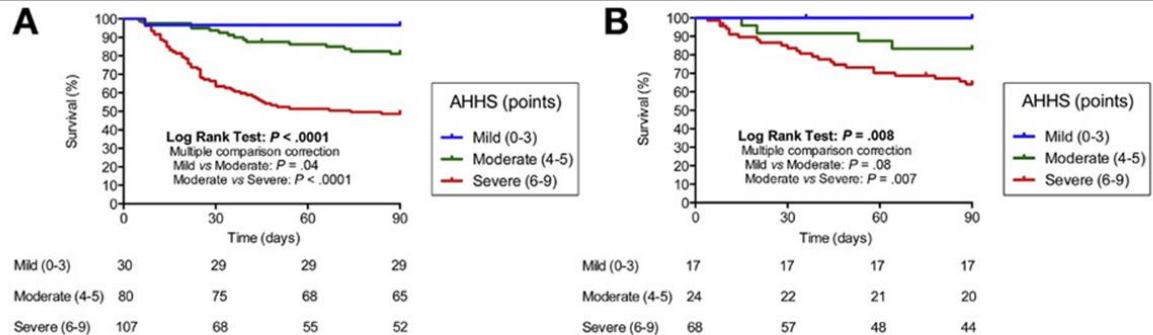 A
Survival (%)
100
90
80
70
60
50
40
30
20
10
0
Log Rank Test: P < .0001
Multiple comparison correction
Mild vs Moderate: P = .04
Moderate vs Severe: P < .0001
0 30 60 90
Time (days)
AHHS (points)
Mild (0-3)
Moderate (4-5)
Severe (6-9)
Mild (0-3) 30 29 29 29
Moderate (4-5) 80 75 68 65
Severe (6-9) 107 68 55 52
B
Survival (%)
100
90
80
70
60
50
40
30
20
10
0
Log Rank Test: P = .008
Multiple comparison correction
Mild vs Moderate: P = .08
Moderate vs Severe: P = .007
0 30 60 90
Time (days)
AHHS (points)
Mild (0-3)
Moderate (4-5)
Severe (6-9)
Mild (0-3) 17 17 17 17
Moderate (4-5) 24 22 21 20
Severe (6-9) 68 57 48 44